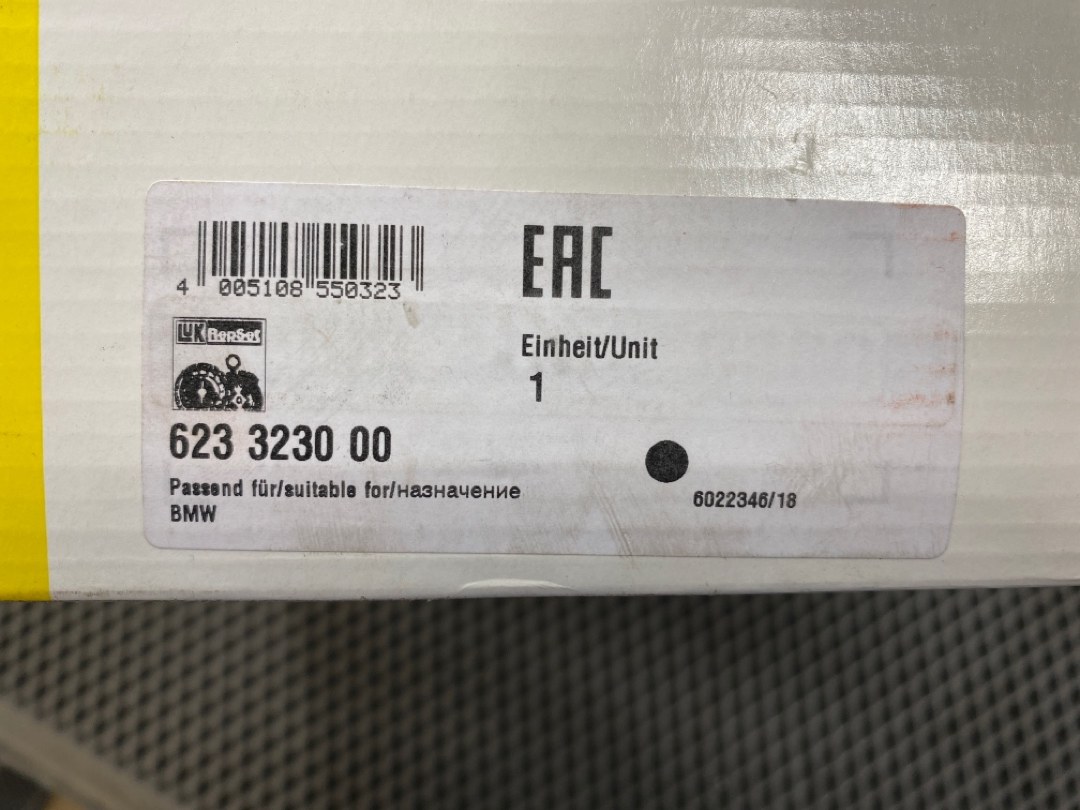 4 005108 550323
EAC
LUK RepSet
Einheit/Unit
1
623 3230 00
Passend für/suitable for/назначение
BMW
6022346/18